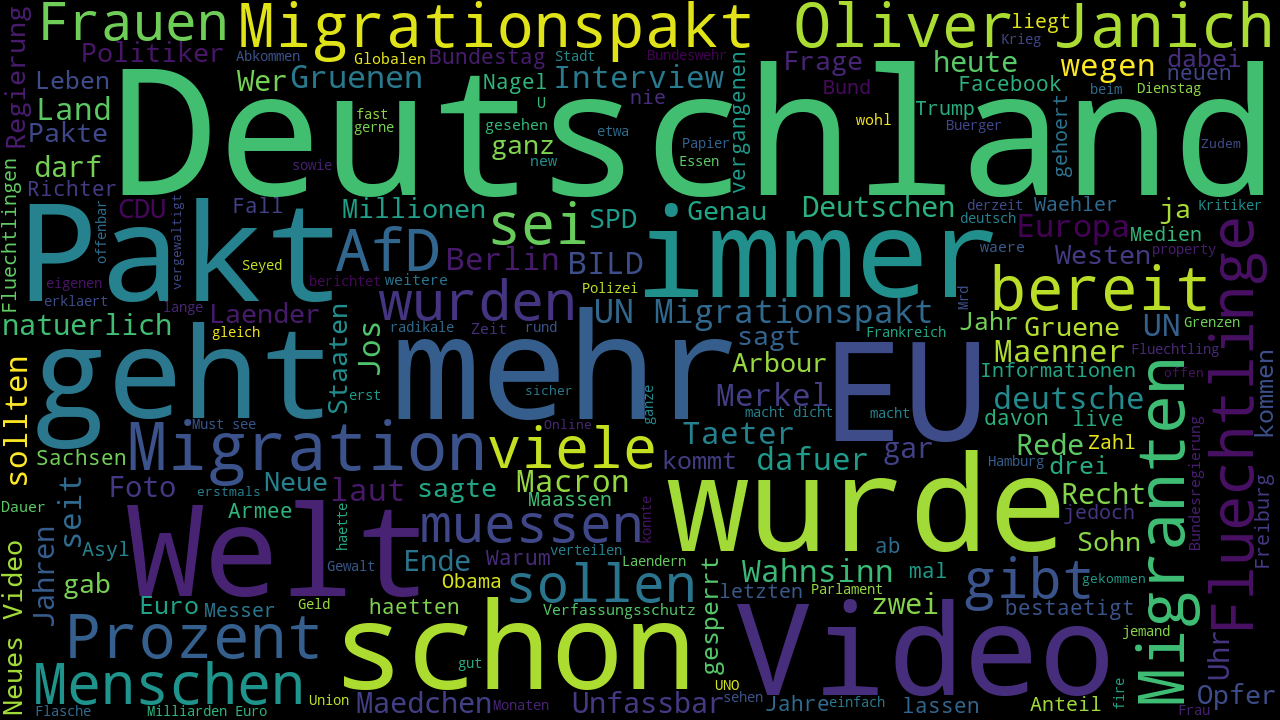 Frauen
Migrationspakt
Oliver
liegt
Janich
Regierung
Politiker
Abkommen
Globalen
Bundestag
Stadt
Bundeswehr
Krieg
Frage
heute
wegen
dabei
Leben
Wer
Gruenen
Nagel
Interview
nie
Bund
Facebook
neuen
beim
Dienstag
Land
U
vergangenen
Trump
Pakte
Deutschland
fast
gerne
gesehen
etwa
Papier
wohl
Buerger
gehoert
Zudem
darf
sowie
ganz
new
Essen
Richter
Fluechtlingen
offenbar
CDU
vergewaltigt
Fall
Millionen
sei
SPD
Genau
Deutschen
derzeit
deutsch
Waehler
ja
Kritiker
Pakt
AfD
immer
Europa
Medien
Seyed
Berlin
BILD
waere
Westen
property
eigenen
berichtet
weitere
Polizei
bereit
erklaert
lange
Laender
wurden
UN Migrationspakt
Mrd
natuerlich
gleich
Staaten
Jos
radikale
Zeit
rund
sagt
Frankreich
Jahr
Gruene
UN
Grenzen
geht
mehr
Arbour
EU
Maenner
Fluechtling
Fluechtlinge
sollten
erst
sicher
ganze
Merkel
Informationen
offen
kommen
macht dicht
macht
deutsche
Must see
Online
davon
live
Migration
viele
Taeter
gar
Rede
Zahl
Migranten
Sachsen
kommt
dafuer
Hamburg
drei
Bundesregierung
Foto
erstmals
Neue
laut
sagte
Macron
Maassen
wurde
Recht
Freiburg
Dauer
seit
Welt
Armee
haette
muessen
konnte
jedoch
Jahren
Asyl
Gewalt
Ende
Warum
verteilen
Laendern
ab
Sohn
gab
Obama
sollen
gesperrt
Wahnsinn
mal
gibt
gekommen
letzten
Parlament
Neues Video
Euro
Messer
Geld
haetten
Verfassungsschutz
zwei
bestaetigt
Prozent
schon
Video
jemand
gut
UNO
Uhr
Menschen
fire
Opfer
Flasche
Milliarden Euro
Union
Maedchen
Monaten
Unfassbar
sehen
Jahre
einfach
lassen
Anteil
Frau